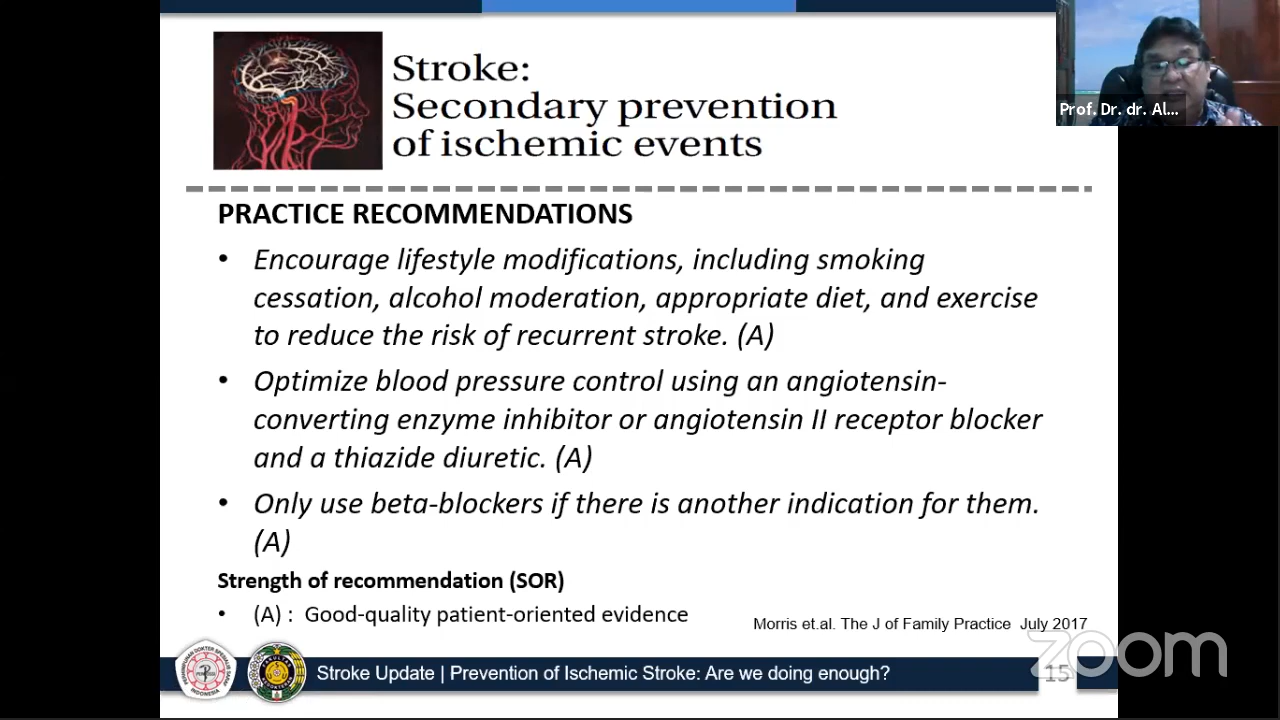 Stroke:
Secondary prevention
of ischemic events
Prof. Dr. dr. Al...
PRACTICE RECOMMENDATIONS
• Encourage lifestyle modifications, including smoking
cessation, alcohol moderation, appropriate diet, and exercise
to reduce the risk of recurrent stroke. (A)
• Optimize blood pressure control using an angiotensin-
converting enzyme inhibitor or angiotensin II receptor blocker
and a thiazide diuretic. (A)
• Only use beta-blockers if there is another indication for them.
(A)
Strength of recommendation (SOR)
• (A) : Good-quality patient-oriented evidence
Morris et.al. The J of Family Practice July 2017
Stroke Update | Prevention of Ischemic Stroke: Are we doing enough?
15
zoom